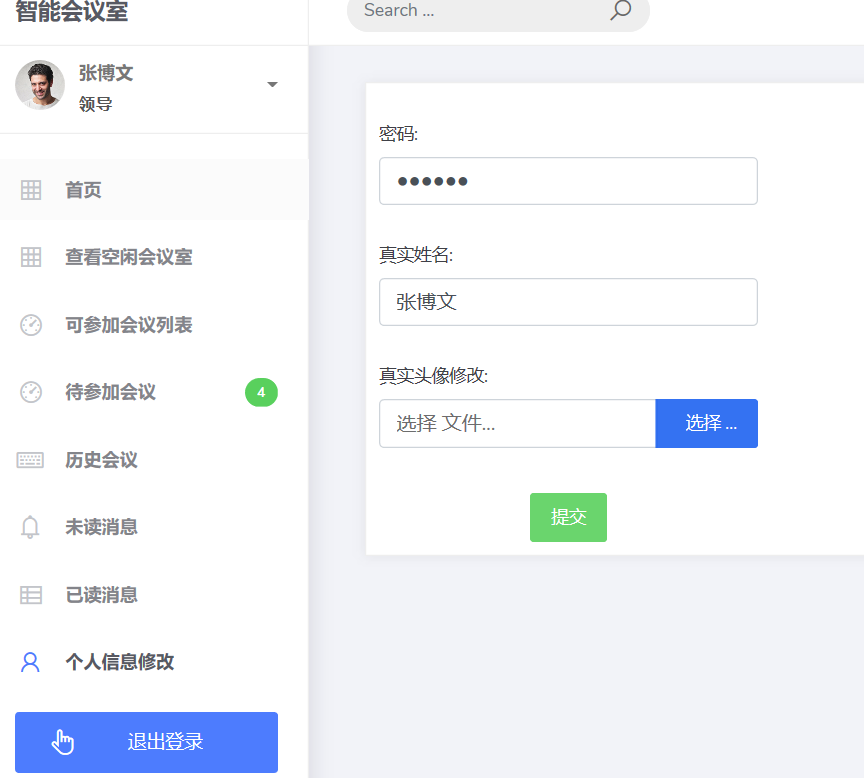 智能会议室
Search ...
张博文
领导
首页
查看空闲会议室
可参加会议列表
待参加会议 4
历史会议
未读消息
已读消息
个人信息修改
退出登录
密码:
••••••
真实姓名:
张博文
真实头像修改:
选择 文件...
选择 ...
提交